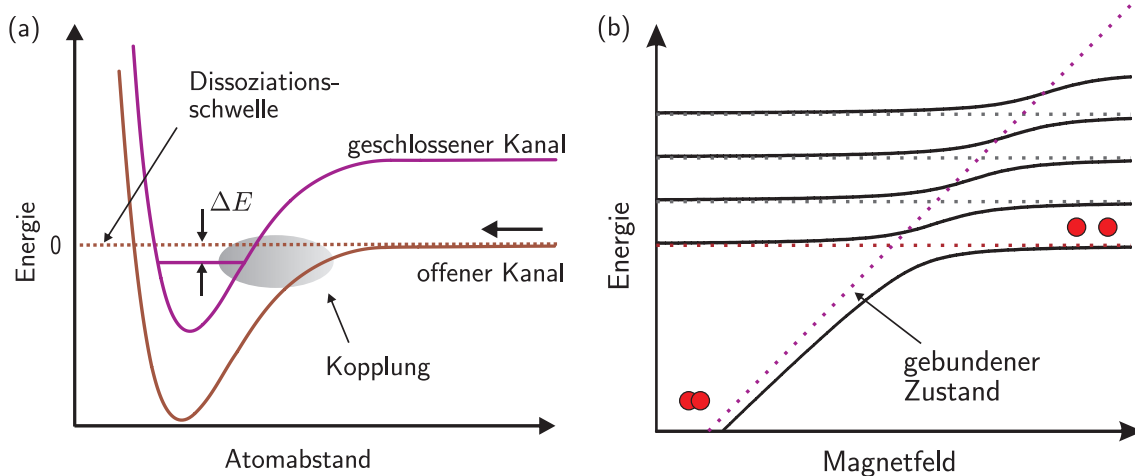 (a)
Dissoziations-
schwelle
geschlossener Kanal
ΔE
Energie
0
offener Kanal
Kopplung
Atomabstand
(b)
Energie
gebundener
Zustand
Magnetfeld